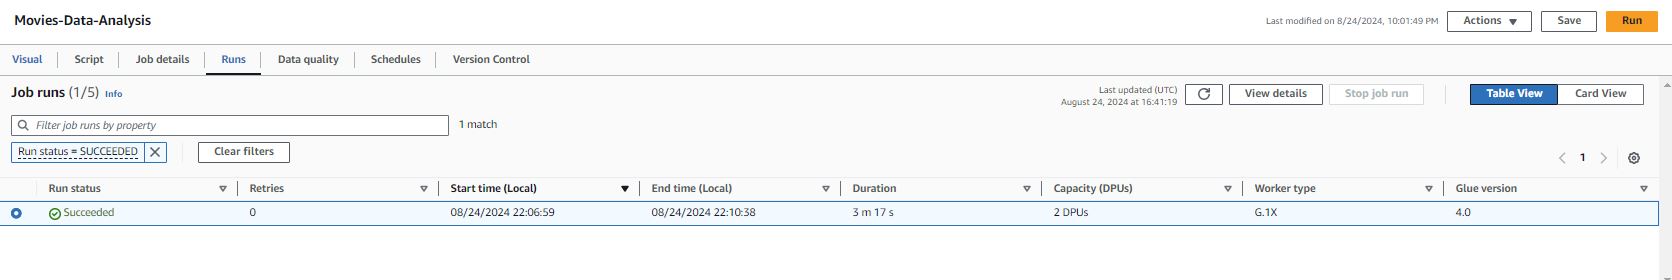 Movies-Data-Analysis
Last modified on 8/24/2024, 10:01:49 PM
Actions
Save
Run
Visual
Script
Job details
Runs
Data quality
Schedules
Version Control
Job runs (1/5) Info
Last updated (UTC)
August 24, 2024 at 16:41:19
View details
Stop job run
Table View
Card View
Filter job runs by property
1 match
Run status = SUCCEEDED
Clear filters
1
Run status
Retries
Start time (Local)
End time (Local)
Duration
Capacity (DPUs)
Worker type
Glue version
Succeeded
0
08/24/2024 22:06:59
08/24/2024 22:10:38
3 m 17 s
2 DPUs
G.1X
4.0